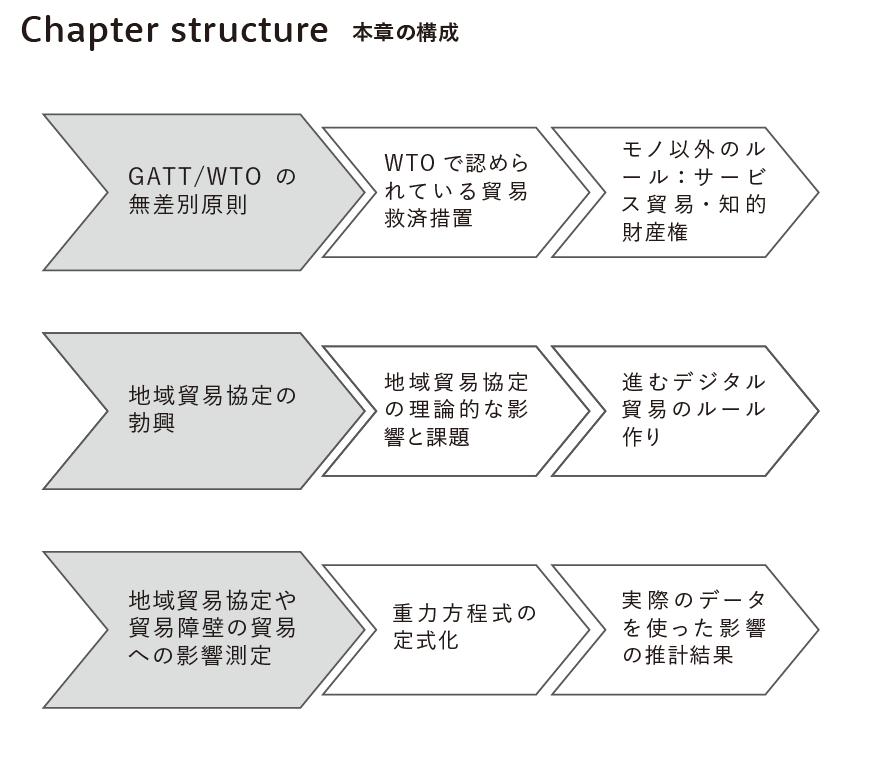 Chapter structure 本章の構成
GATT/WTO の
無差別原則
WTO で認めら
れている貿易
救済措置
モノ以外のル
ール：サービ
ス貿易・知的
財産権
地域貿易協定の
勃興
地域貿易協定
の理論的な影
響と課題
進むデジタル
貿易のルール
作り
地域貿易協定や
貿易障壁の貿易
への影響測定
重力方程式の
定式化
実際のデータ
を使った影響
の推計結果